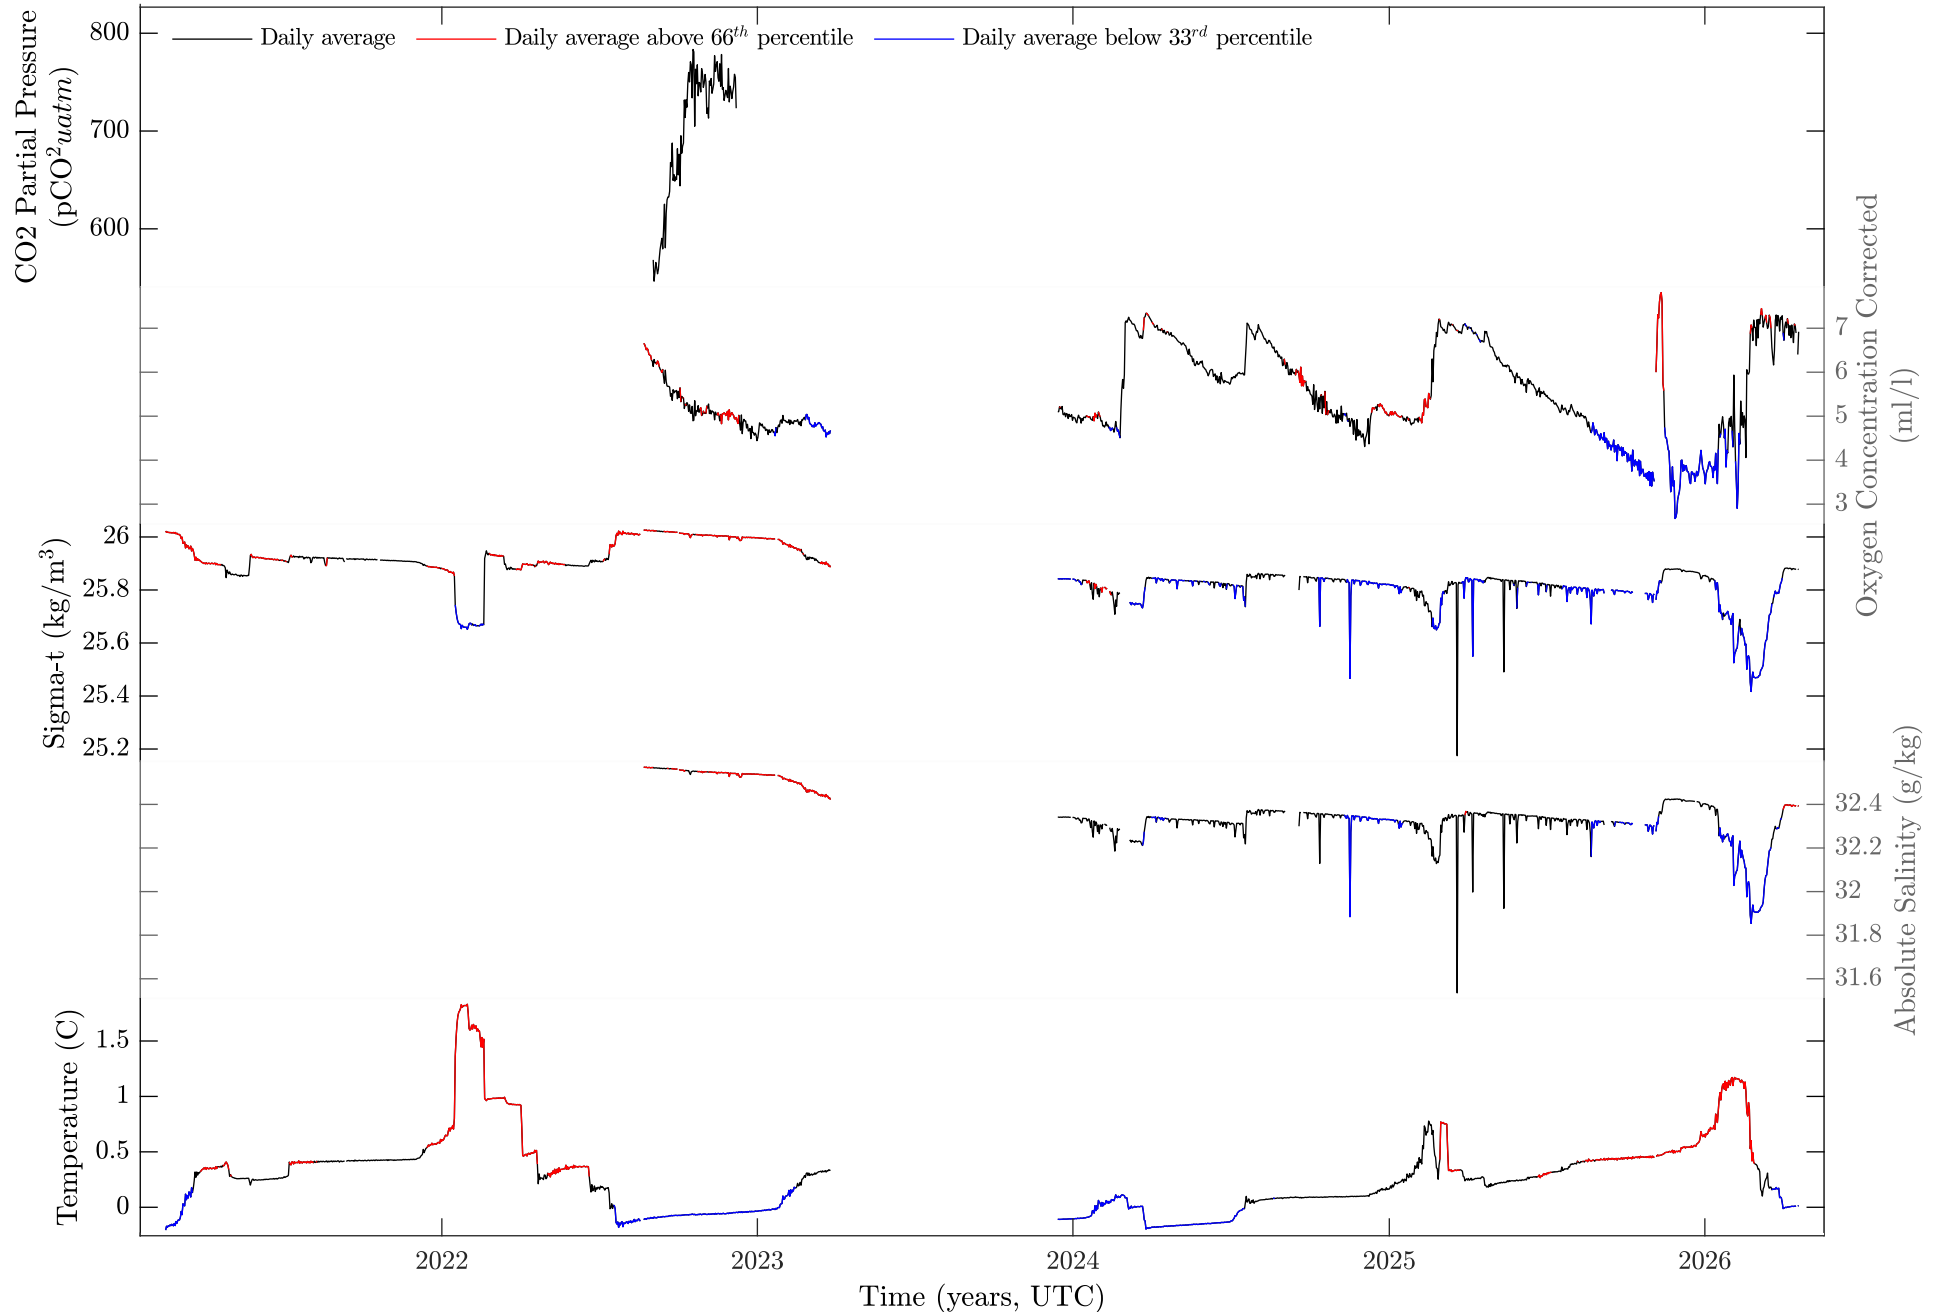 Daily average
Daily average above 66th percentile
Daily average below 33rd percentile
CO2 Partial Pressure
(pCO2uatm)
800
700
600
Oxygen Concentration Corrected
(ml/l)
7
6
5
4
3
Sigma-t (kg/m3)
26
25.8
25.6
25.4
25.2
Absolute Salinity (g/kg)
32.4
32.2
32
31.8
31.6
Temperature (C)
1.5
1
0.5
0
2022
2023
2024
2025
2026
Time (years, UTC)